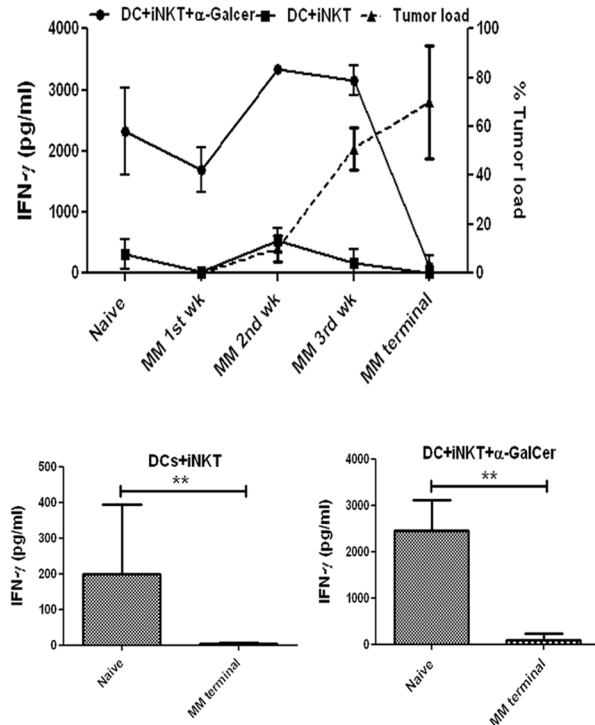 DC+iNKT+α-Galcer DC+iNKT Tumor load
IFN-γ (pg/ml)
4000
3000
2000
1000
0
100
80
60
40
20
0
% Tumor load
Naive
MM 1st wk
MM 2nd wk
MM 3rd wk
MM terminal
DCs+iNKT
**
IFN-γ (pg/ml)
500
400
300
200
100
0
Naive
MM terminal
DC+iNKT+α-GalCer
**
IFN-γ (pg/ml)
4000
3000
2000
1000
0
Naive
MM terminal